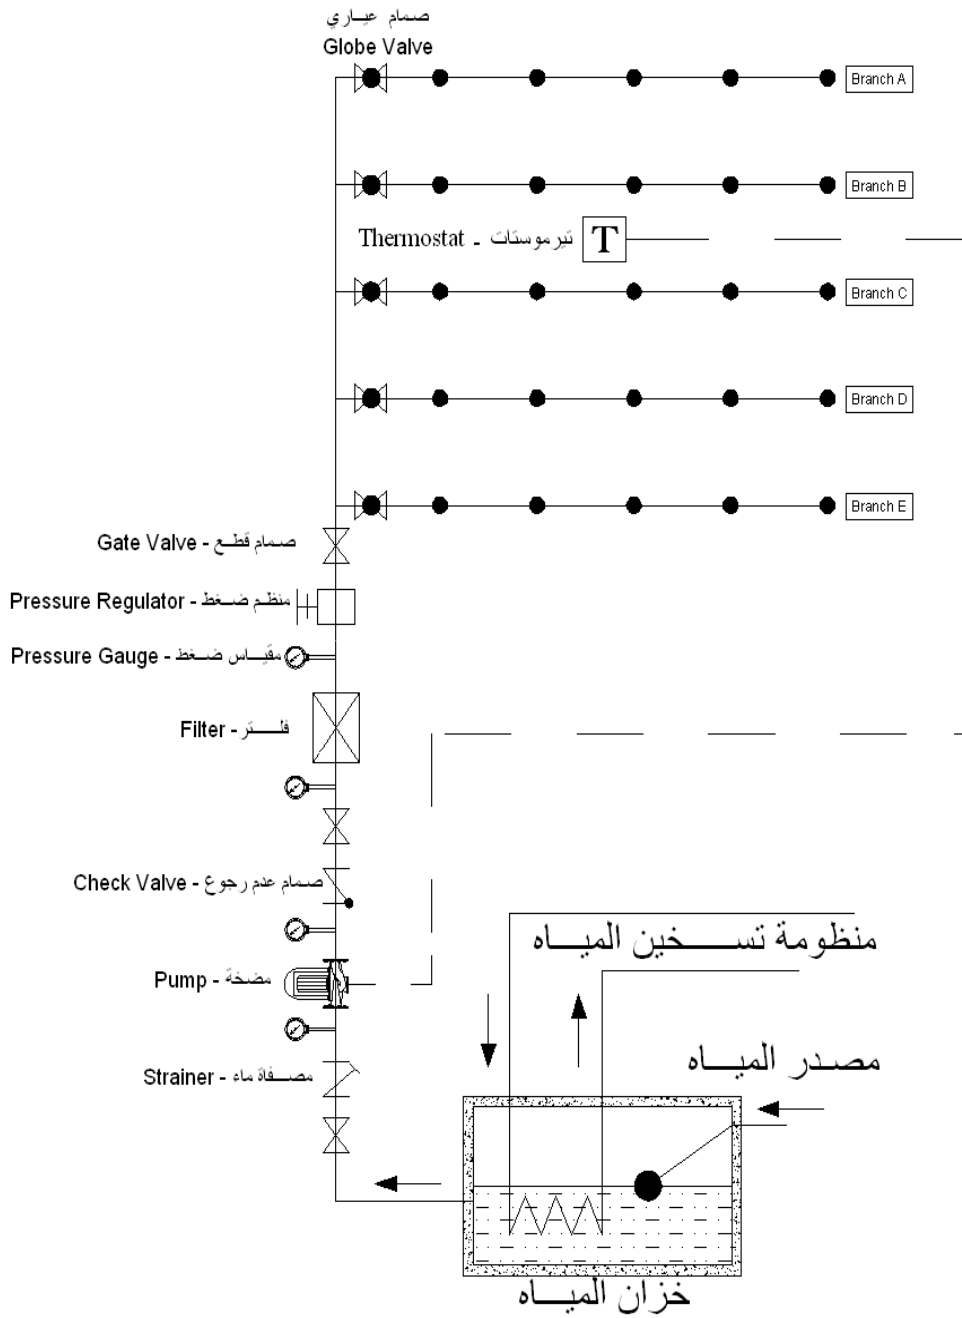 صمام عياري
Globe Valve
Branch A
Branch B
Thermostat - تيرموستات
T
Branch C
Branch D
Branch E
Gate Valve - صمام قطع
Pressure Regulator - منظم ضغط
Pressure Gauge - مقياس ضغط
Filter - فلتر
Check Valve - صمام عدم رجوع
منظومة تسخين المياه
Pump - مضخة
مصدر المياه
Strainer - مصفاة ماء
خزان المياه